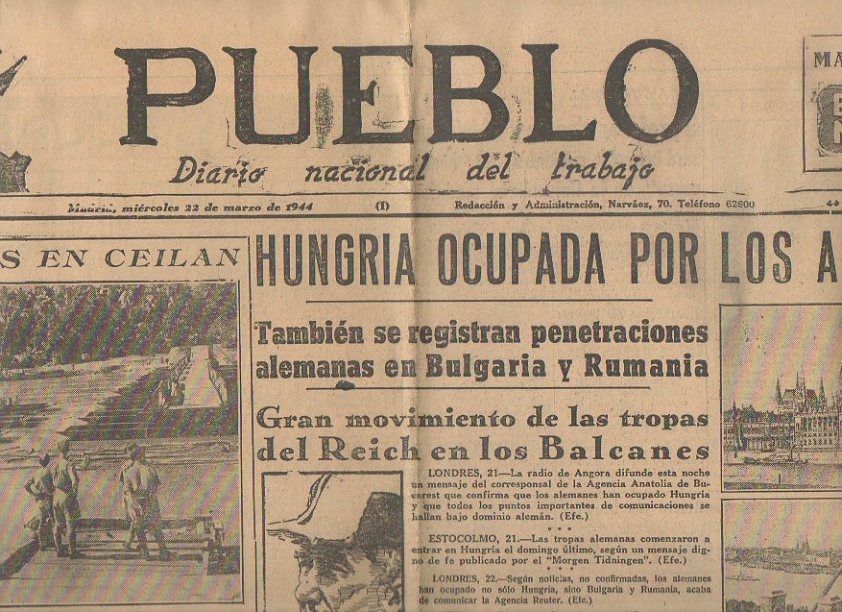 PUEBLO
Diario nacional del trabajo
MA
Madrid, miércoles 22 de marzo de 1944 (I) Redacción y Administración, Narváez, 70. Teléfono 62600
S EN CEILAN
HUNGRIA OCUPADA POR LOS A
También se registran penetraciones
alemanas en Bulgaria y Rumania
Gran movimiento de las tropas
del Reich en los Balcanes
LONDRES, 21—La radio de Angora difunde esta noche
un mensaje del corresponsal de la Agencia Anatolia de Bu-
carest que confirma que los alemanes han ocupado Hungría
y que todos los puntos importantes de comunicaciones se
hallan bajo dominio alemán. (Efe.)
* * *
ESTOCOLMO, 21.—Las tropas alemanas comenzaron a
entrar en Hungría el domingo último, según un mensaje dig-
no de fe publicado por el "Morgen Tidningen". (Efe.)
* * *
LONDRES, 22.—Según noticias, no confirmadas, los alemanes
han ocupado no sólo Hungría, sino Bulgaria y Rumania, acaba
de comunicar la Agencia Reuter. (Efe.)